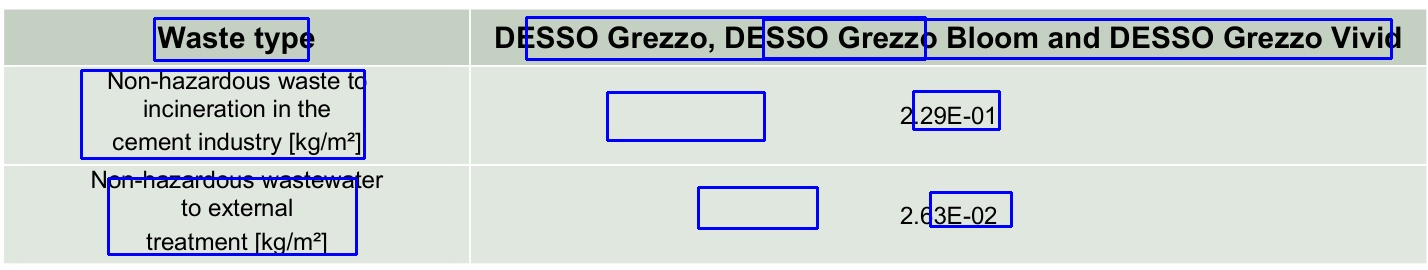 Waste type
DESSO Grezzo, DESSO Grezzo Bloom and DESSO Grezzo Vivid
Non-hazardous waste to
incineration in the
cement industry [kg/m²]
2.29E-01
Non-hazardous wastewater
to external
treatment [kg/m²]
2.63E-02